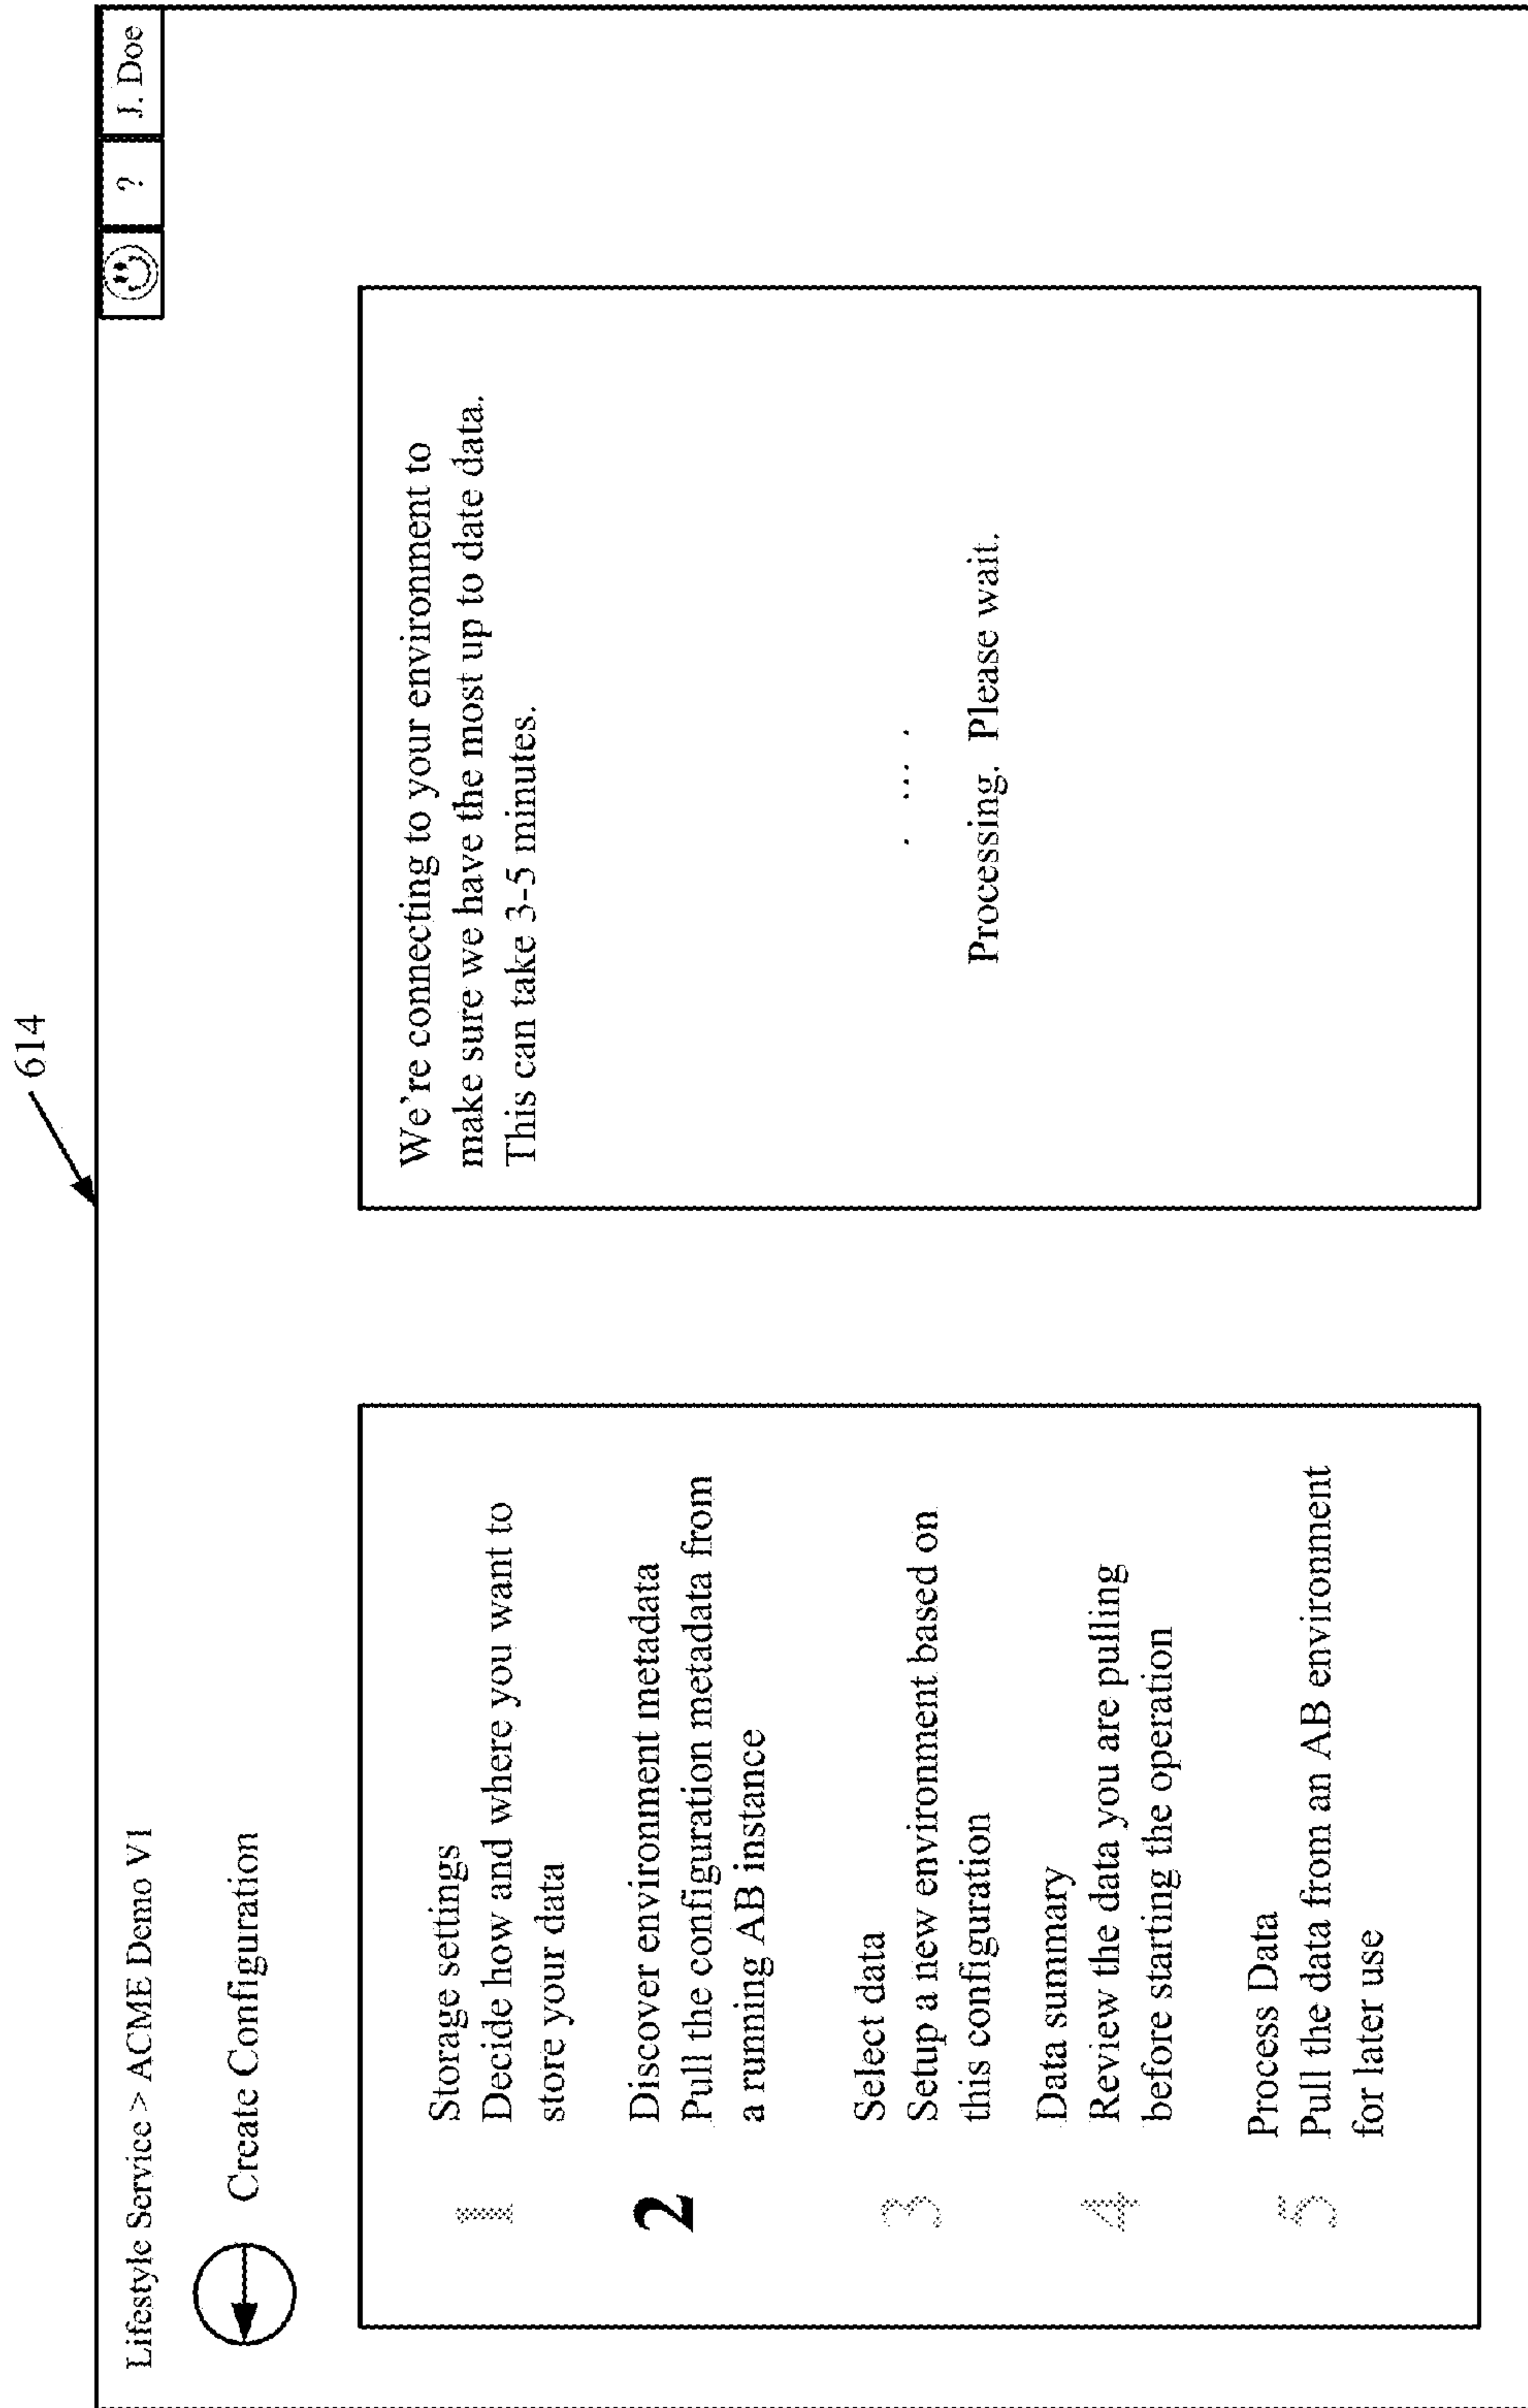 614
Lifestyle Service > ACME Demo V1
? J. Doe
Create Configuration
1 Storage settings
Decide how and where you want to
store your data
2 Discover environment metadata
Pull the configuration metadata from
a running AB instance
3 Select data
Setup a new environment based on
this configuration
4 Data summary
Review the data you are pulling
before starting the operation
5 Process Data
Pull the data from an AB environment
for later use
We're connecting to your environment to
make sure we have the most up to date data.
This can take 3-5 minutes.
. ... .
Processing. Please wait.